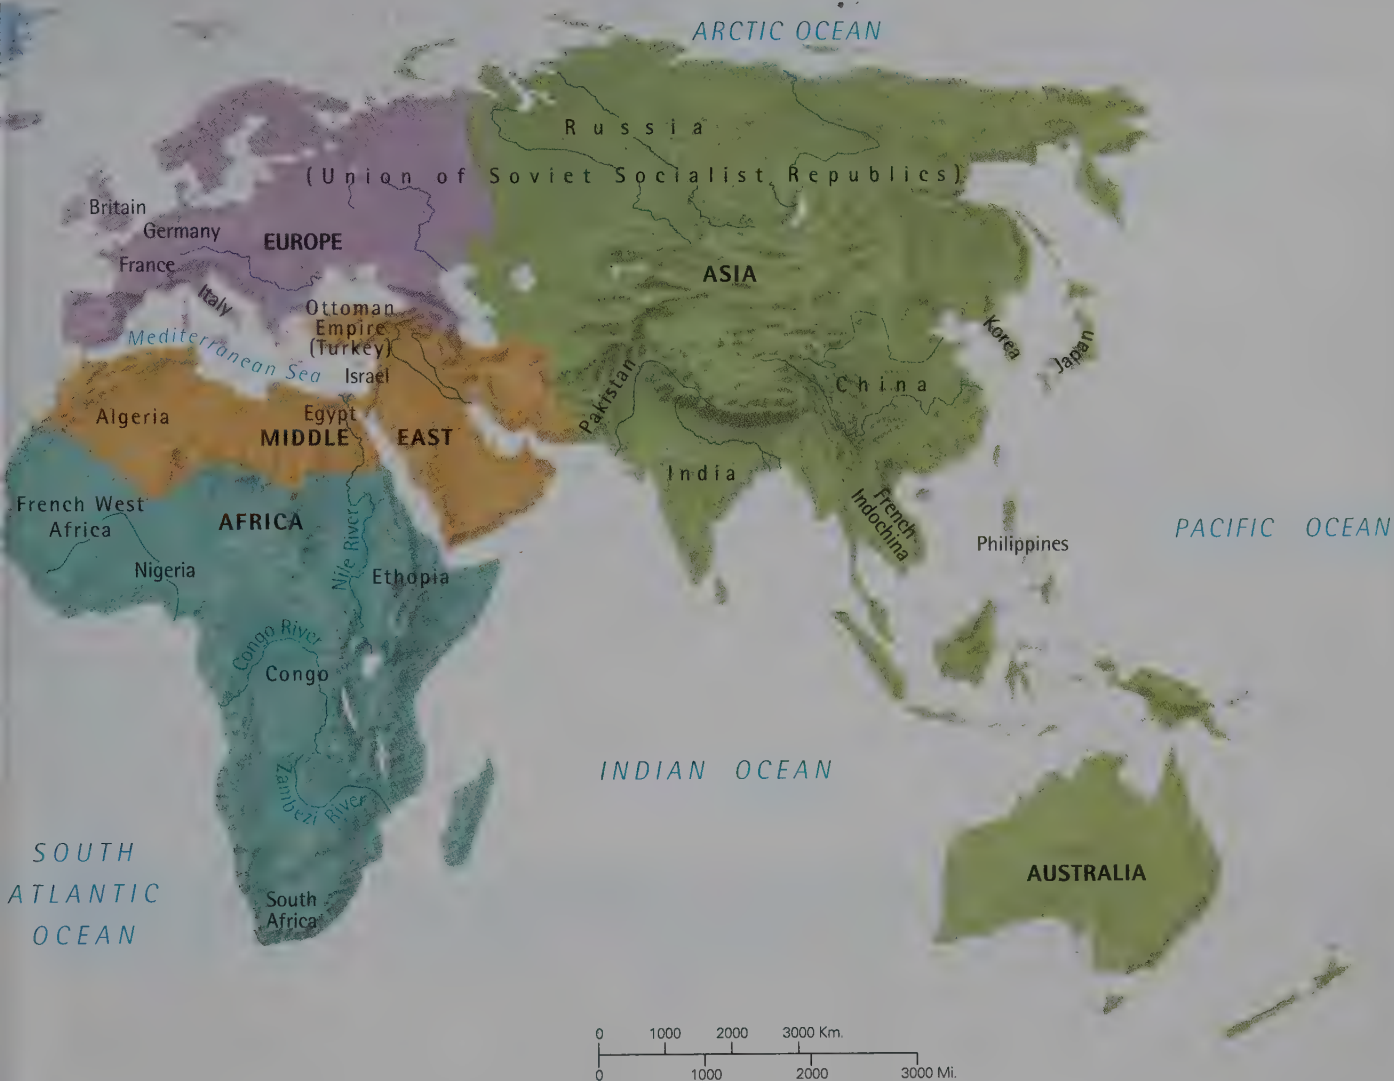 ARCTIC OCEAN
Russia
(Union of Soviet Socialist Republics)
Britain
Germany
EUROPE
France
ASIA
Italy
Ottoman
Empire
(Turkey)
Korea
Japan
Mediterranean Sea
Israel
Pakistan
China
Algeria
Egypt
MIDDLE EAST
India
French West
Africa
AFRICA
Nile River
French
Indochina
PACIFIC OCEAN
Philippines
Nigeria
Ethiopia
Congo River
Congo
INDIAN OCEAN
Zambezi River
SOUTH
ATLANTIC
OCEAN
AUSTRALIA
South
Africa
0 1000 2000 3000 Km.
0 1000 2000 3000 Mi.